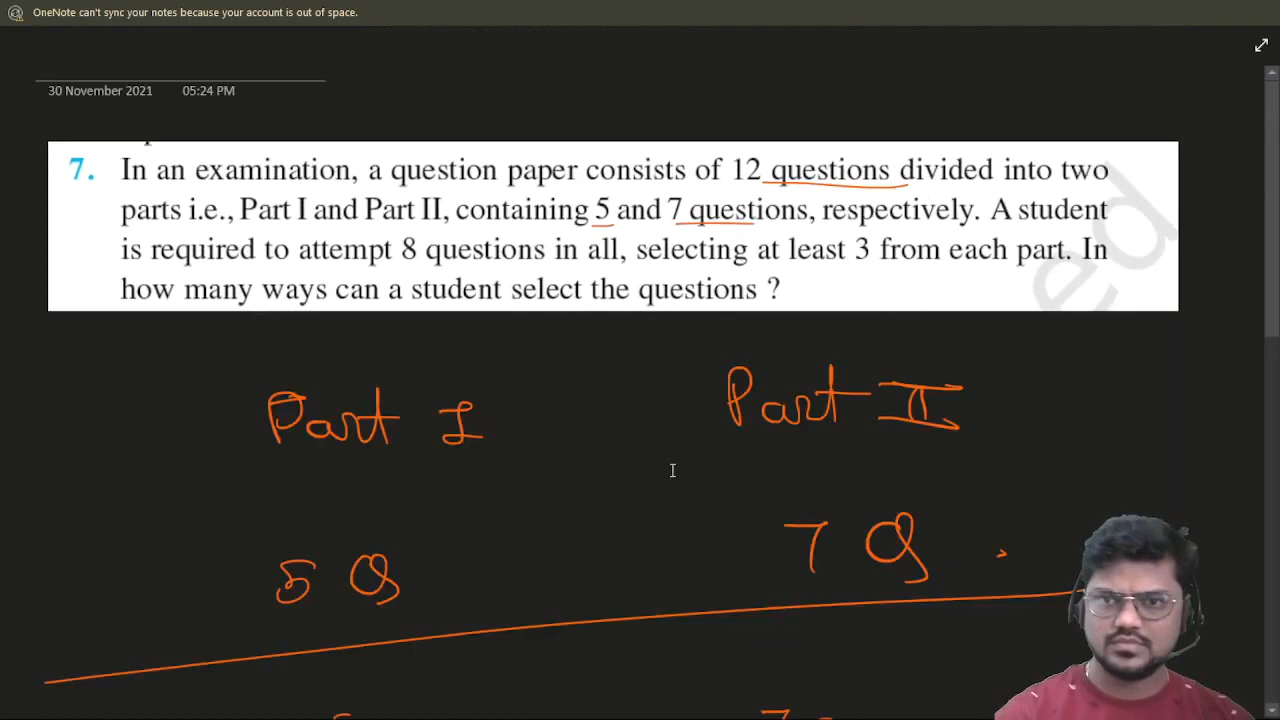 OneNote can't sync your notes because your account is out of space.
30 November 2021 05:24 PM
7. In an examination, a question paper consists of 12 questions divided into two
parts i.e., Part I and Part II, containing 5 and 7 questions, respectively. A student
is required to attempt 8 questions in all, selecting at least 3 from each part. In
how many ways can a student select the questions ?
Part I Part II
5 Q 7 Q